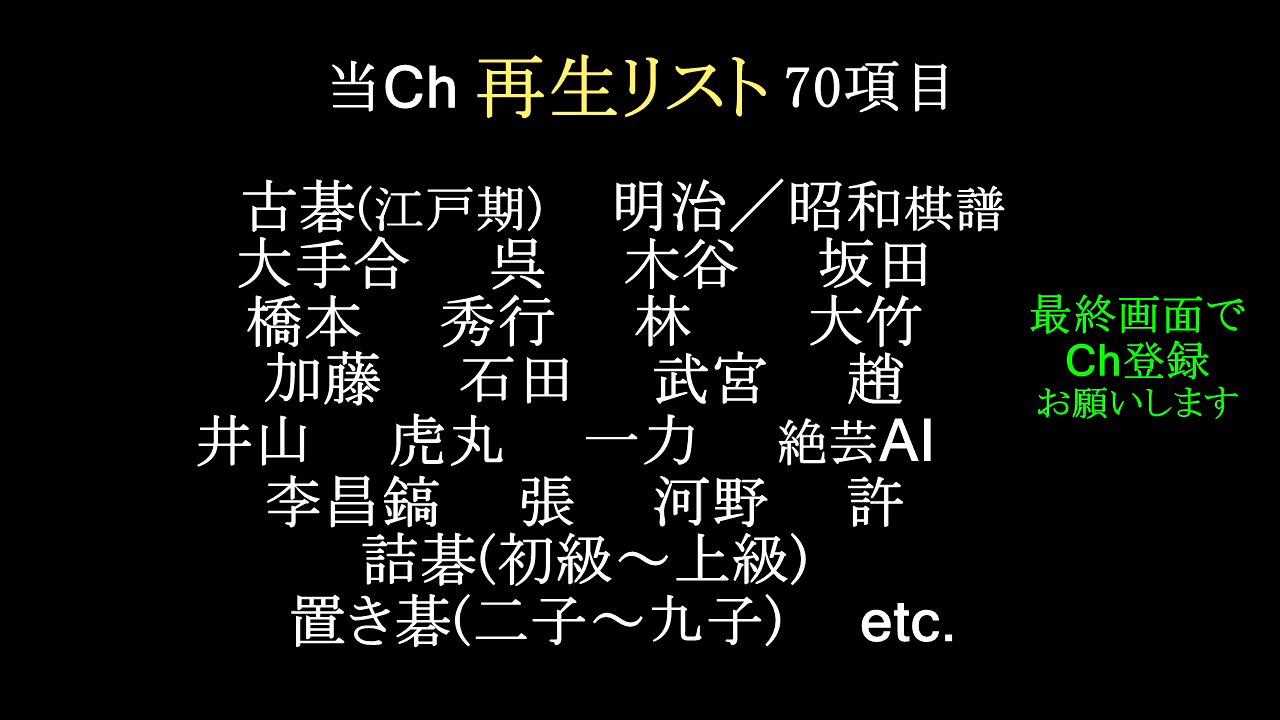 当Ch 再生リスト 70項目
古碁(江戸期) 明治／昭和棋譜
大手合 呉 木谷 坂田
橋本 秀行 林 大竹
加藤 石田 武宮 趙
井山 虎丸 一力 絶芸AI
李昌鎬 張 河野 許
詰碁(初級～上級)
置き碁(二子～九子) etc.
最終画面で
Ch登録
お願いします